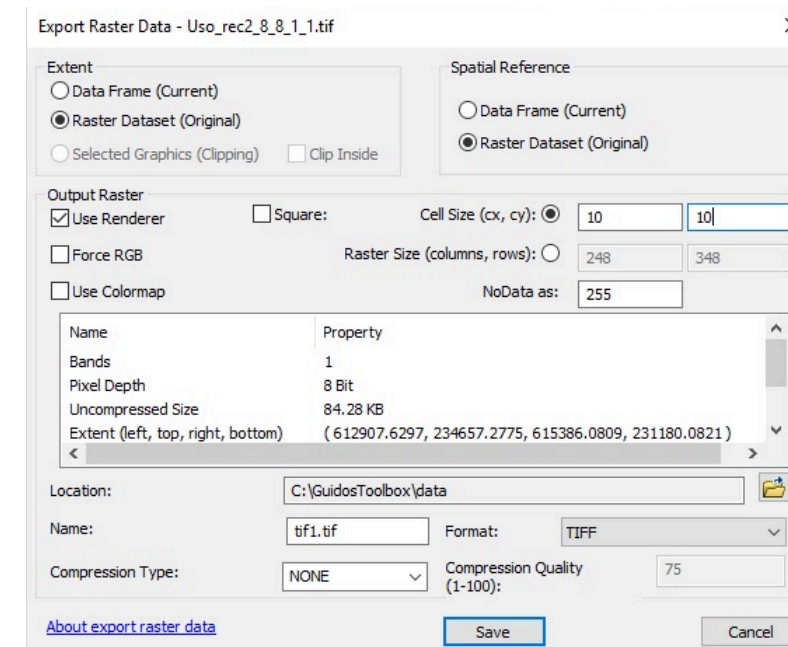 Export Raster Data - Uso_rec2_8_8_1_1.tif
Extent
Data Frame (Current)
Raster Dataset (Original)
Selected Graphics (Clipping) Clip Inside
Spatial Reference
Data Frame (Current)
Raster Dataset (Original)
Output Raster
Use Renderer Square: Cell Size (cx, cy): 10 10
Force RGB Raster Size (columns, rows): 248 348
Use Colormap NoData as: 255
Name Property
Bands 1
Pixel Depth 8 Bit
Uncompressed Size 84.28 KB
Extent (left, top, right, bottom) ( 612907.6297, 234657.2775, 615386.0809, 231180.0821 )
Location: C:\GuidosToolbox\data
Name: tif1.tif Format: TIFF
Compression Type: NONE Compression Quality (1-100): 75
About export raster data Save Cancel